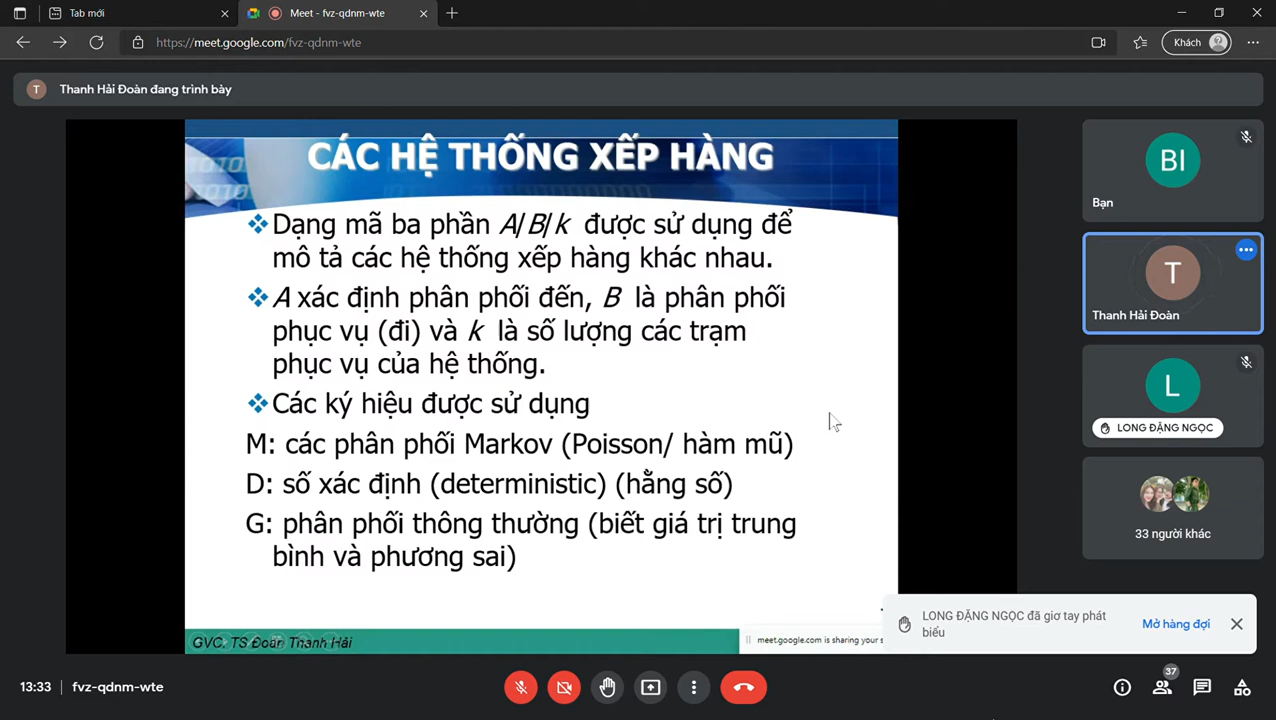 Tab mới
Meet - fvz-qdnm-wte
https://meet.google.com/fvz-qdnm-wte
Khách
T
Thanh Hải Đoàn đang trình bày
CÁC HỆ THỐNG XẾP HÀNG
Dạng mã ba phần A/B/k được sử dụng để
mô tả các hệ thống xếp hàng khác nhau.
A xác định phân phối đến, B là phân phối
phục vụ (đi) và k là số lượng các trạm
phục vụ của hệ thống.
Các ký hiệu được sử dụng
M: các phân phối Markov (Poisson/ hàm mũ)
D: số xác định (deterministic) (hằng số)
G: phân phối thông thường (biết giá trị trung
bình và phương sai)
GVC. TS Đoàn Thanh Hải
meet.google.com is sharing your s
BI
Bạn
T
Thanh Hải Đoàn
L
LONG ĐẶNG NGỌC
33 người khác
LONG ĐẶNG NGỌC đã giơ tay phát
biểu
Mở hàng đợi
13:33
fvz-qdnm-wte
37